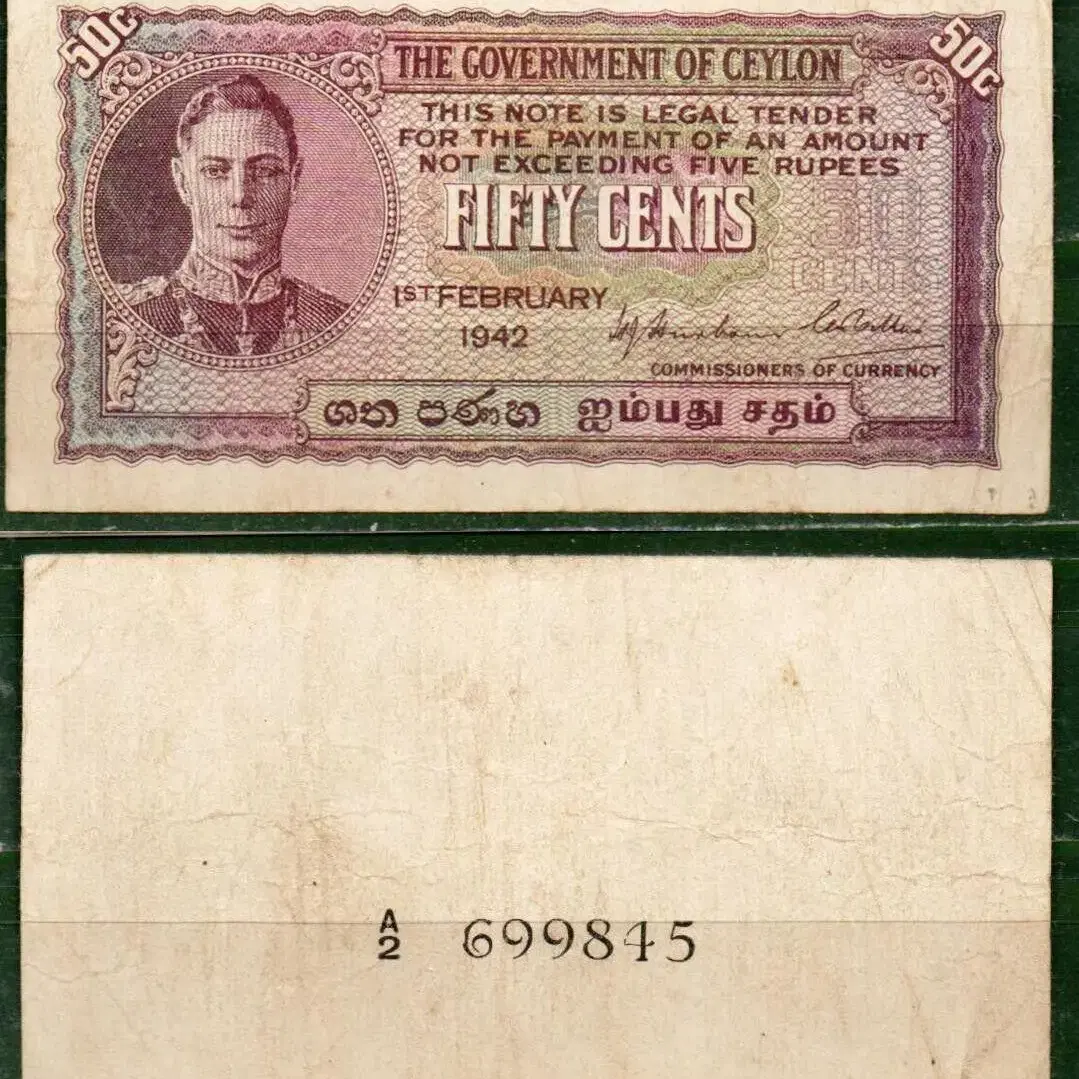 50c
50c
THE GOVERNMENT OF CEYLON
THIS NOTE IS LEGAL TENDER
FOR THE PAYMENT OF AN AMOUNT
NOT EXCEEDING FIVE RUPEES
FIFTY CENTS
50
CENTS
1ST FEBRUARY
1942
COMMISSIONERS OF CURRENCY
ශත පණහ ஐம்பது சதம்
A
2 699845